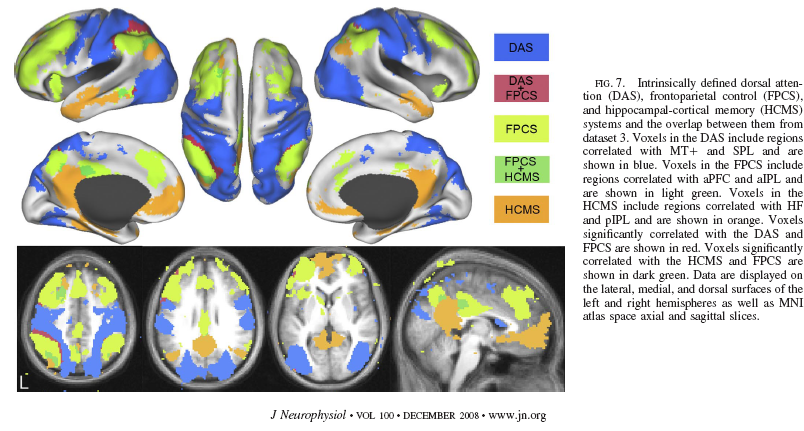 DAS
DAS
+
FPCS
FPCS
FPCS
+
HCMS
HCMS
L
FIG. 7. Intrinsically defined dorsal atten-
tion (DAS), frontoparietal control (FPCS),
and hippocampal-cortical memory (HCMS)
systems and the overlap between them from
dataset 3. Voxels in the DAS include regions
correlated with MT+ and SPL and are
shown in blue. Voxels in the FPCS include
regions correlated with aPFC and aIPL and
are shown in light green. Voxels in the
HCMS include regions correlated with HF
and pIPL and are shown in orange. Voxels
significantly correlated with the DAS and
FPCS are shown in red. Voxels significantly
correlated with the HCMS and FPCS are
shown in dark green. Data are displayed on
the lateral, medial, and dorsal surfaces of the
left and right hemispheres as well as MNI
atlas space axial and sagittal slices.
J Neurophysiol • VOL 100 • DECEMBER 2008 • www.jn.org